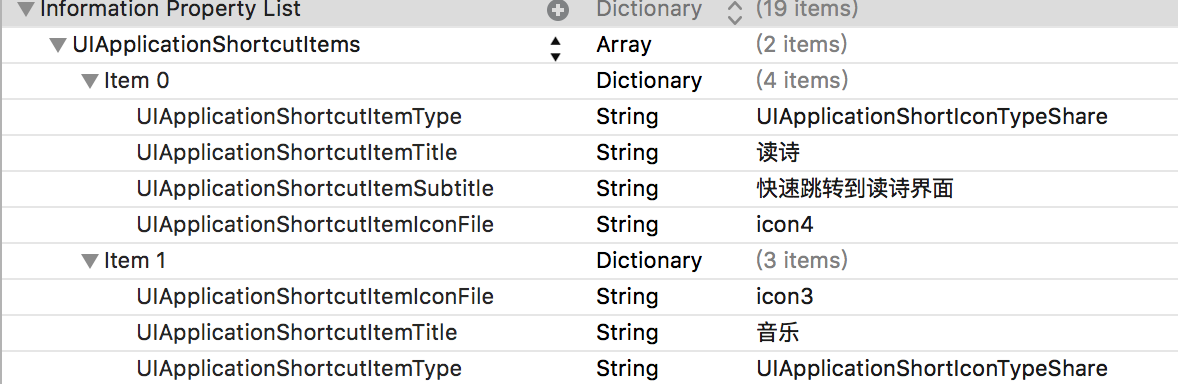 Information Property List Dictionary (19 items)
UIApplicationShortcutItems Array (2 items)
Item 0 Dictionary (4 items)
UIApplicationShortcutItemType String UIApplicationShortIconTypeShare
UIApplicationShortcutItemTitle String 读诗
UIApplicationShortcutItemSubtitle String 快速跳转到读诗界面
UIApplicationShortcutItemIconFile String icon4
Item 1 Dictionary (3 items)
UIApplicationShortcutItemIconFile String icon3
UIApplicationShortcutItemTitle String 音乐
UIApplicationShortcutItemType String UIApplicationShortIconTypeShare